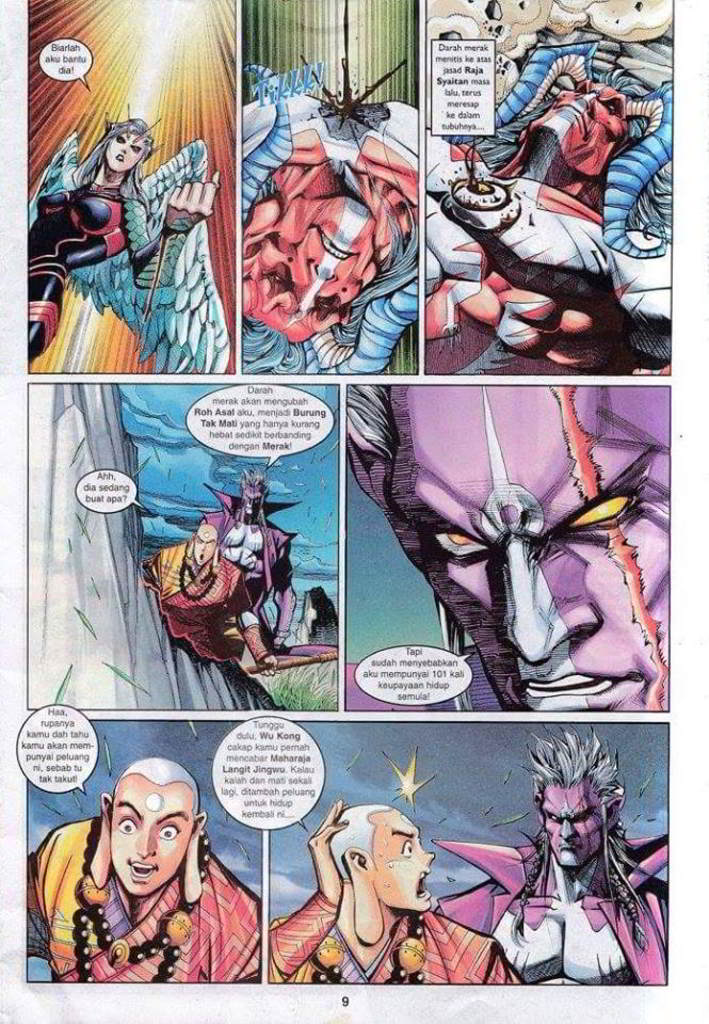 Biarlah
aku bantu
dia!
TILLLL!
Darah merak
menitis ke atas
jasad Raja
Syaitan masa
lalu, terus
meresap
ke dalam
tubuhnya....
Darah
merak akan mengubah
Roh Asal aku, menjadi Burung
Tak Mati yang hanya kurang
hebat sedikit berbanding
dengan Merak!
Ahh,
dia sedang
buat apa?
Tapi
sudah menyebabkan
aku mempunyai 101 kali
keupayaan hidup
semula!
Haa,
rupanya
kamu dah tahu
kamu akan mem-
punyai peluang
ni, sebab tu
tak takut!
Tunggu
dulu, Wu Kong
cakap kamu pernah
mencabar Maharaja
Langit Jingwu. Kalau
kalah dan mati sekali
lagi, ditambah peluang
untuk hidup
kembali ni....
9